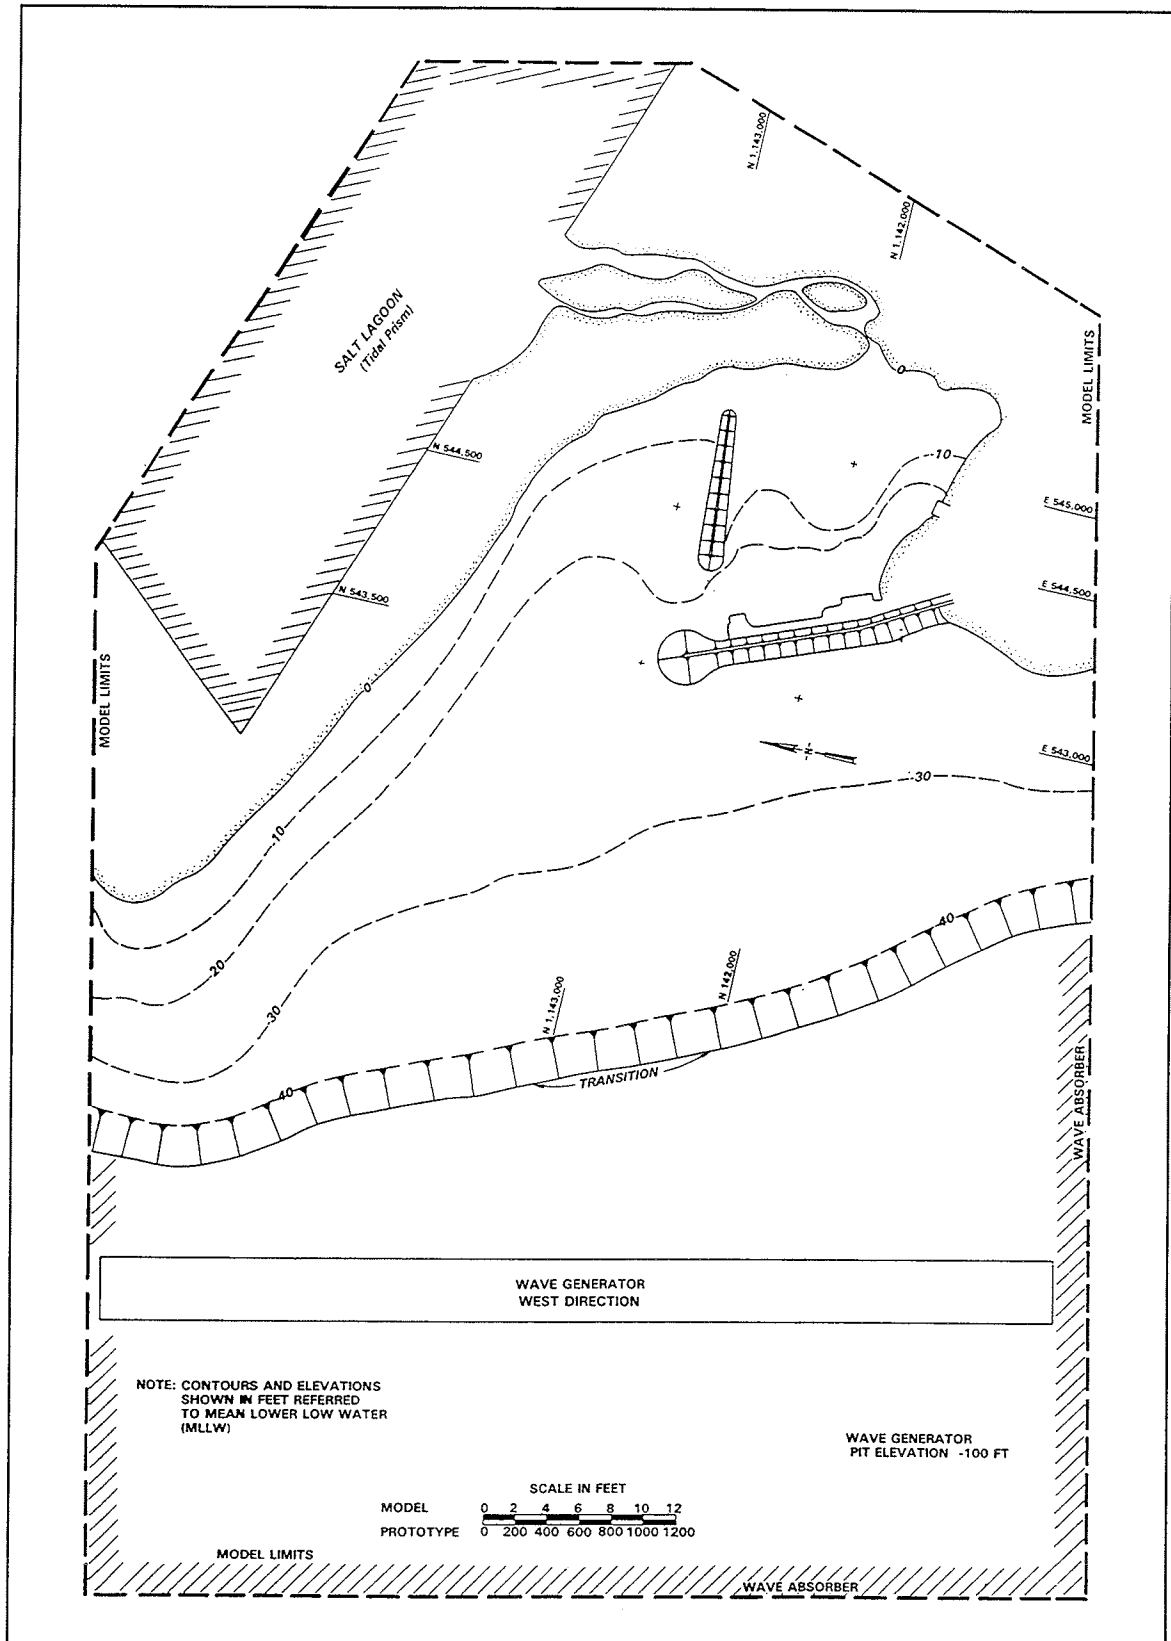 N 1,143,000
N 1,142,000
SALT LAGOON
(Tidal Prism)
MODEL LIMITS
0
N 544,500
-10
E 545,000
N 543,500
E 544,500
MODEL LIMITS
0
-N-
E 543,000
-30
-10
-20
-30
-40
N 142,000
N 1,143,000
TRANSITION
-40
WAVE ABSORBER
WAVE GENERATOR
WEST DIRECTION
NOTE: CONTOURS AND ELEVATIONS
SHOWN IN FEET REFERRED
TO MEAN LOWER LOW WATER
(MLLW)
WAVE GENERATOR
PIT ELEVATION -100 FT
SCALE IN FEET
MODEL 0 2 4 6 8 10 12
PROTOTYPE 0 200 400 600 800 1000 1200
MODEL LIMITS
WAVE ABSORBER